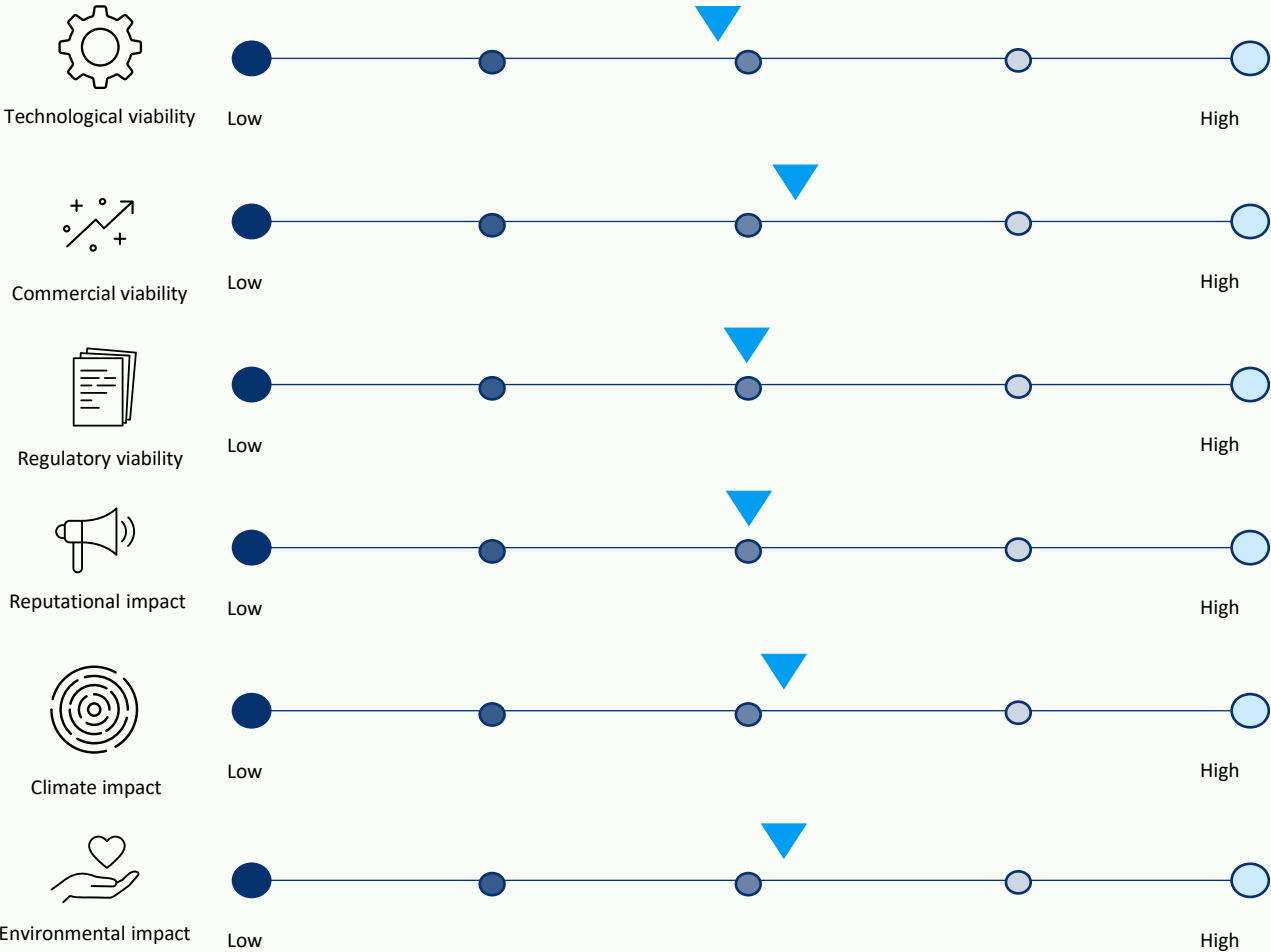 Technological viability
Low
High
Commercial viability
Low
High
Regulatory viability
Low
High
Reputational impact
Low
High
Climate impact
Low
High
Environmental impact
Low
High